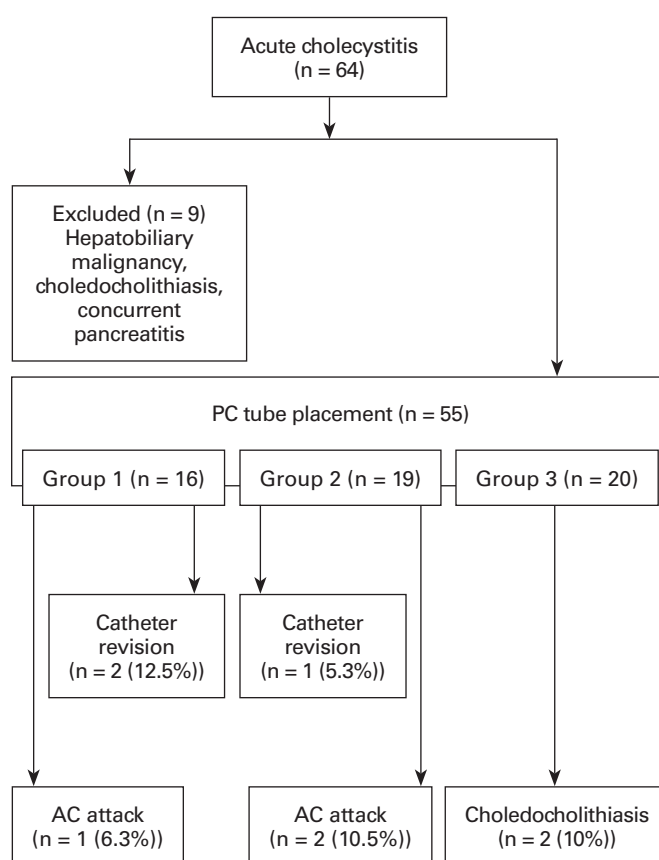 Acute cholecystitis
(n = 64)
Excluded (n = 9)
Hepatobiliary
malignancy,
choledocholithiasis,
concurrent
pancreatitis
PC tube placement (n = 55)
Group 1 (n = 16)
Group 2 (n = 19)
Group 3 (n = 20)
Catheter
revision
(n = 2 (12.5%))
Catheter
revision
(n = 1 (5.3%))
AC attack
(n = 1 (6.3%))
AC attack
(n = 2 (10.5%))
Choledocholithiasis
(n = 2 (10%)